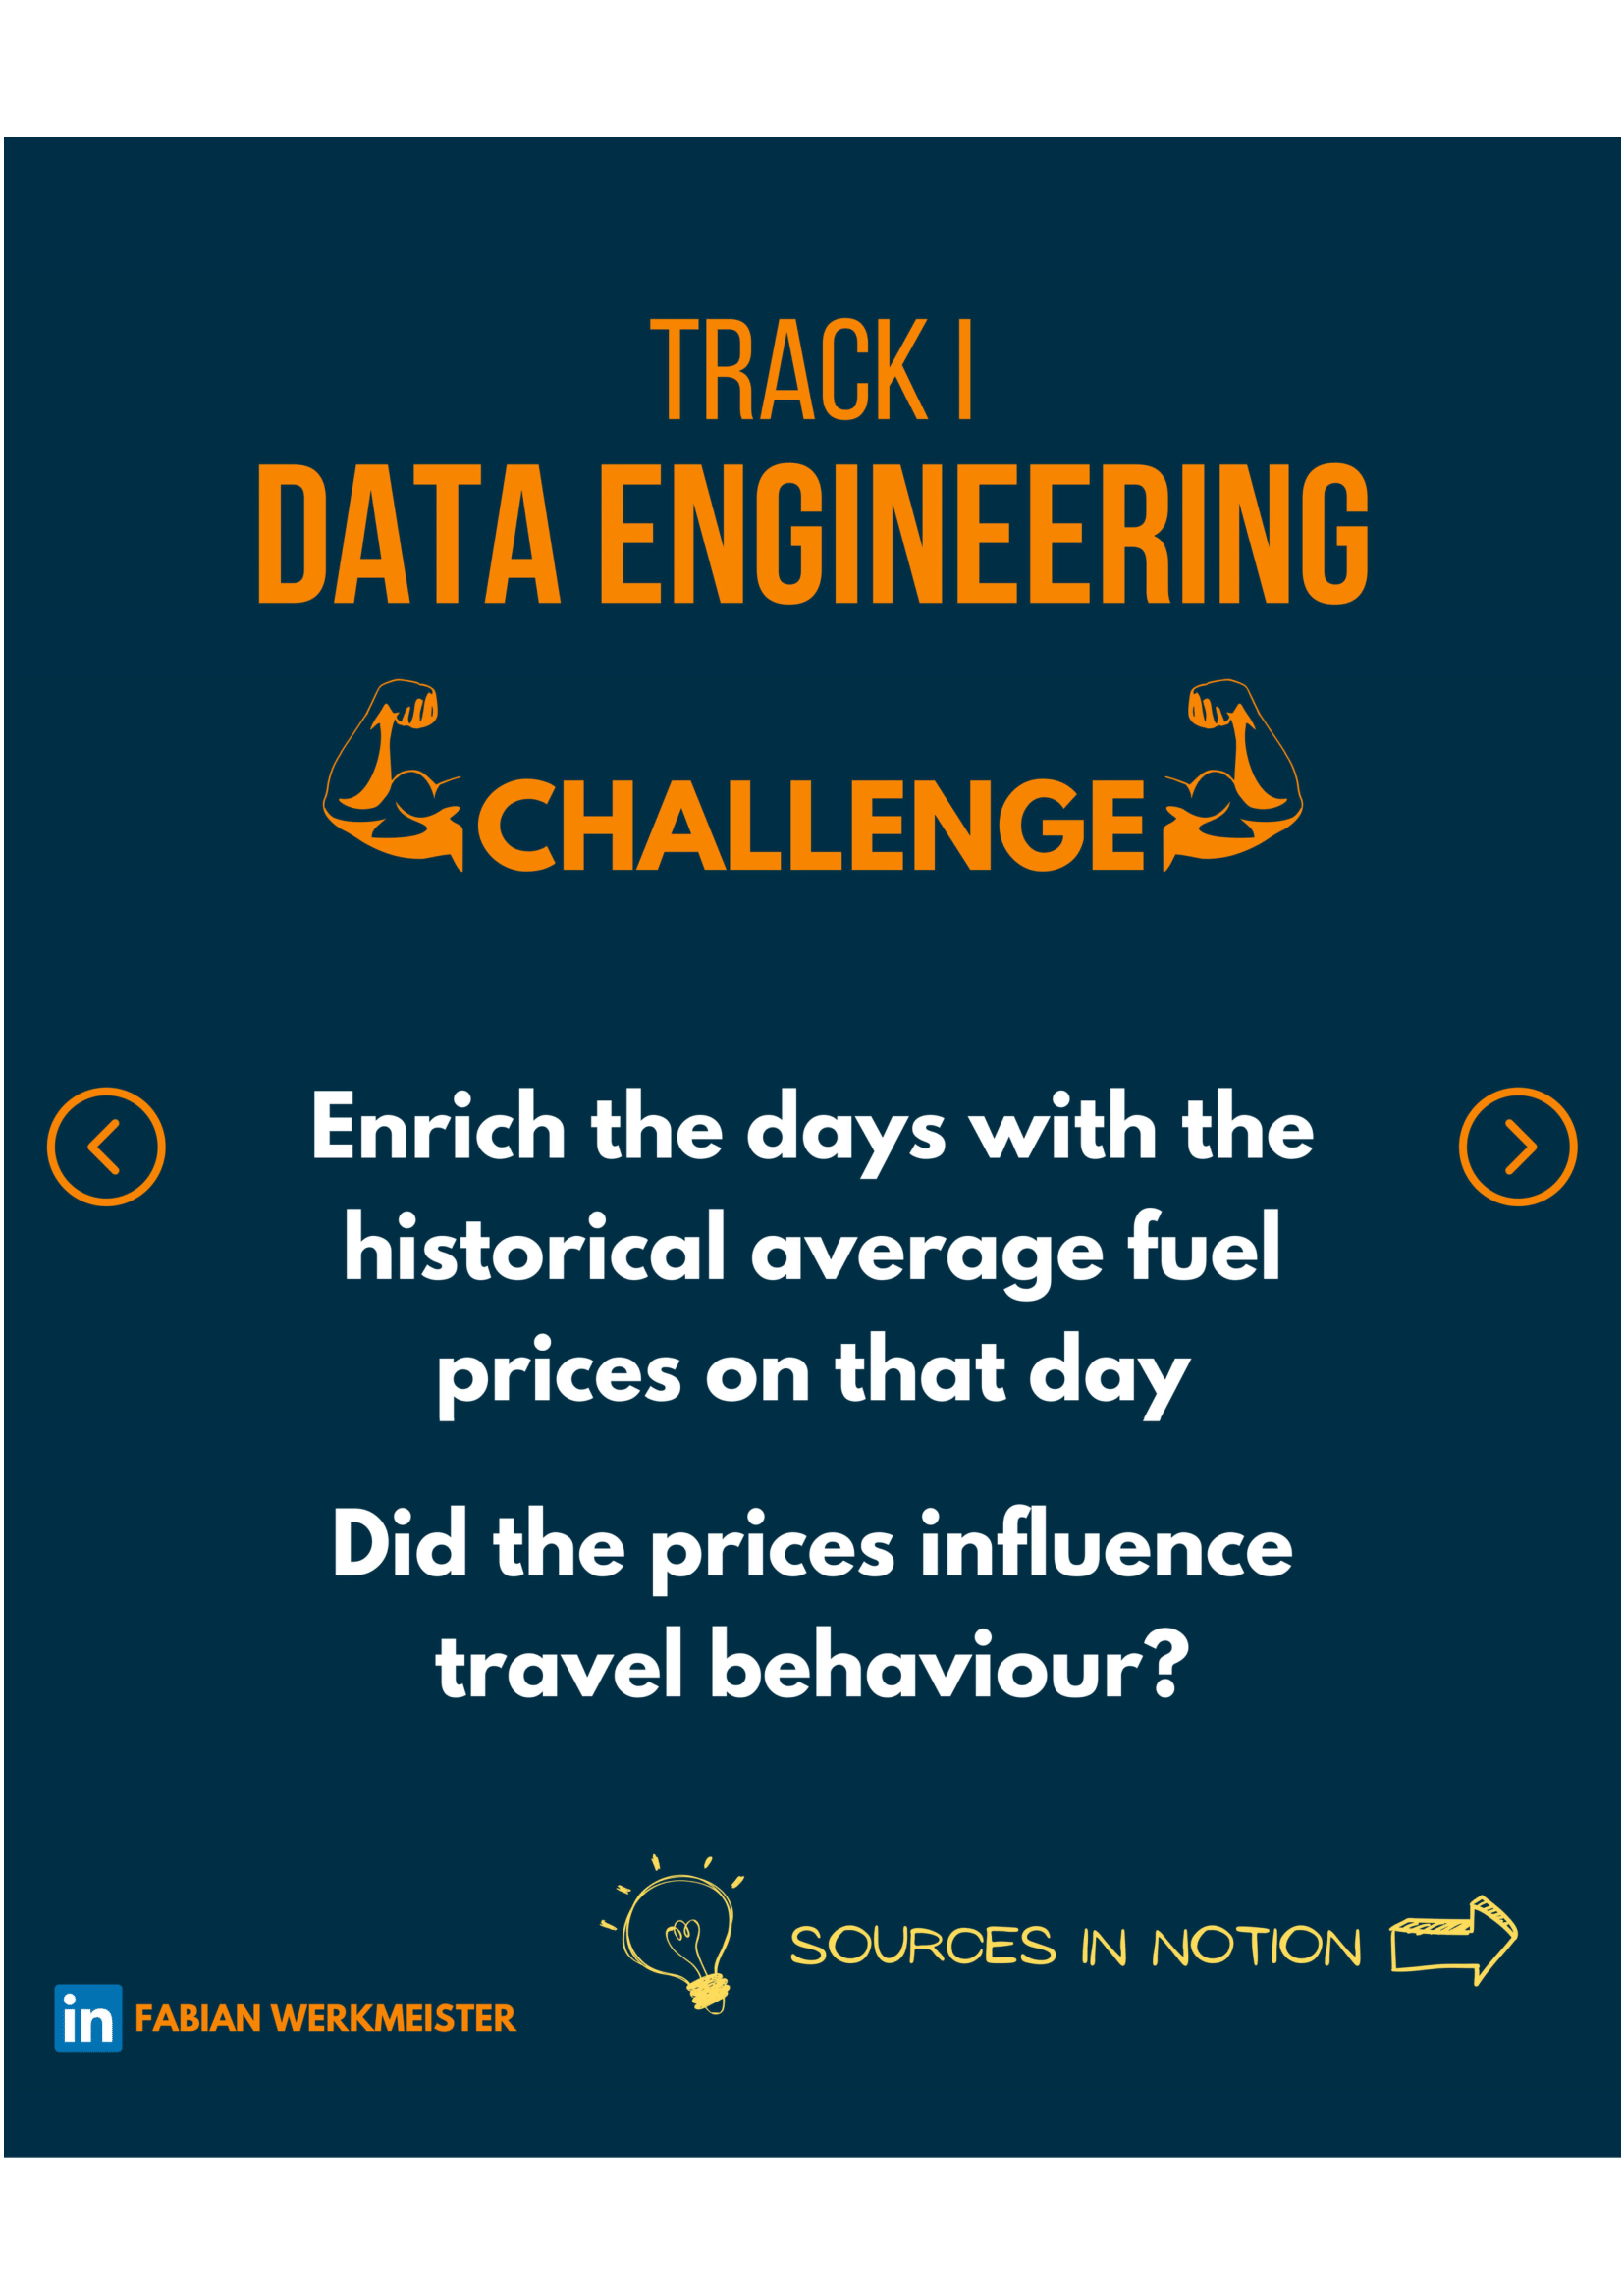 TRACK I
DATA ENGINEERING
CHALLENGE
Enrich the days with the
historical average fuel
prices on that day
Did the prices influence
travel behaviour?
SOURCES IN NOTION
in FABIAN WERKMEISTER